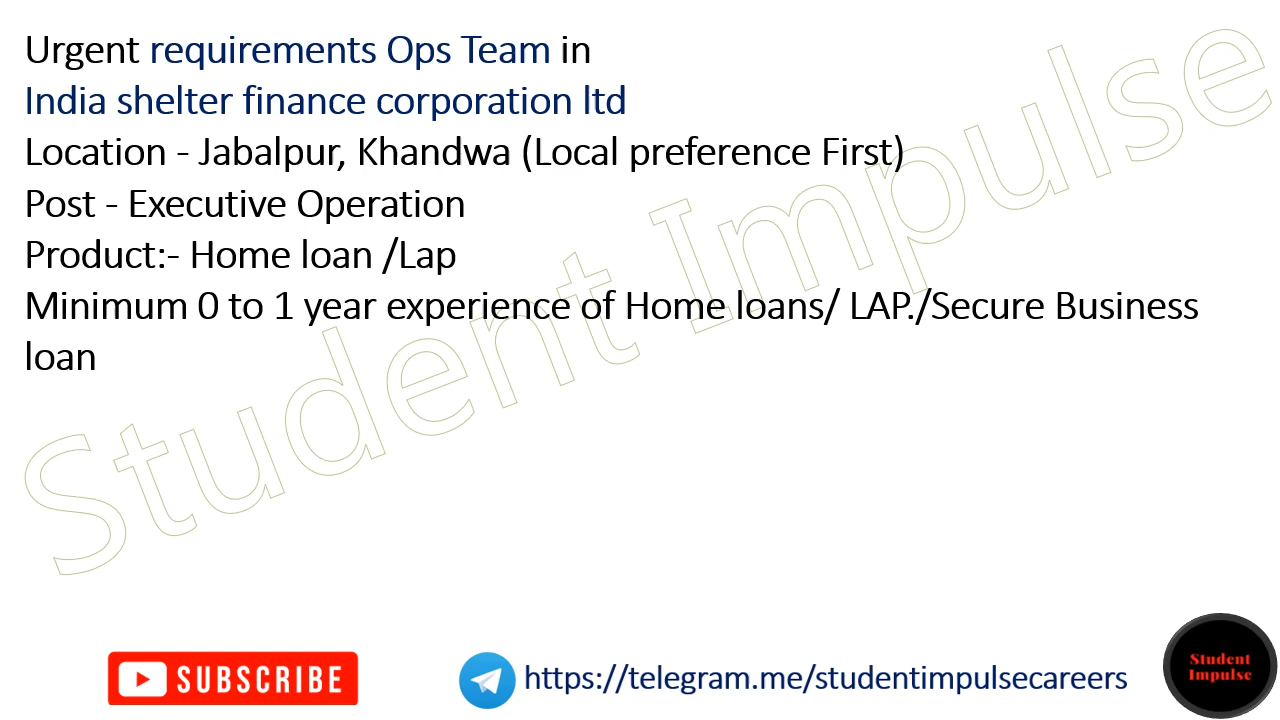 Urgent requirements Ops Team in
India shelter finance corporation ltd
Location - Jabalpur, Khandwa (Local preference First)
Post - Executive Operation
Product:- Home loan /Lap
Minimum 0 to 1 year experience of Home loans/ LAP./Secure Business
loan
Student Impulse
SUBSCRIBE
https://telegram.me/studentimpulsecareers
Student
Impulse